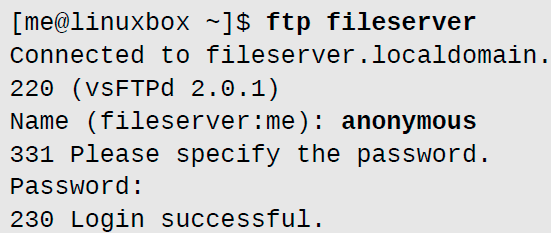 [me@linuxbox ~]$ ftp fileserver
Connected to fileserver.localdomain.
220 (vsFTPd 2.0.1)
Name (fileserver:me): anonymous
331 Please specify the password.
Password:
230 Login successful.